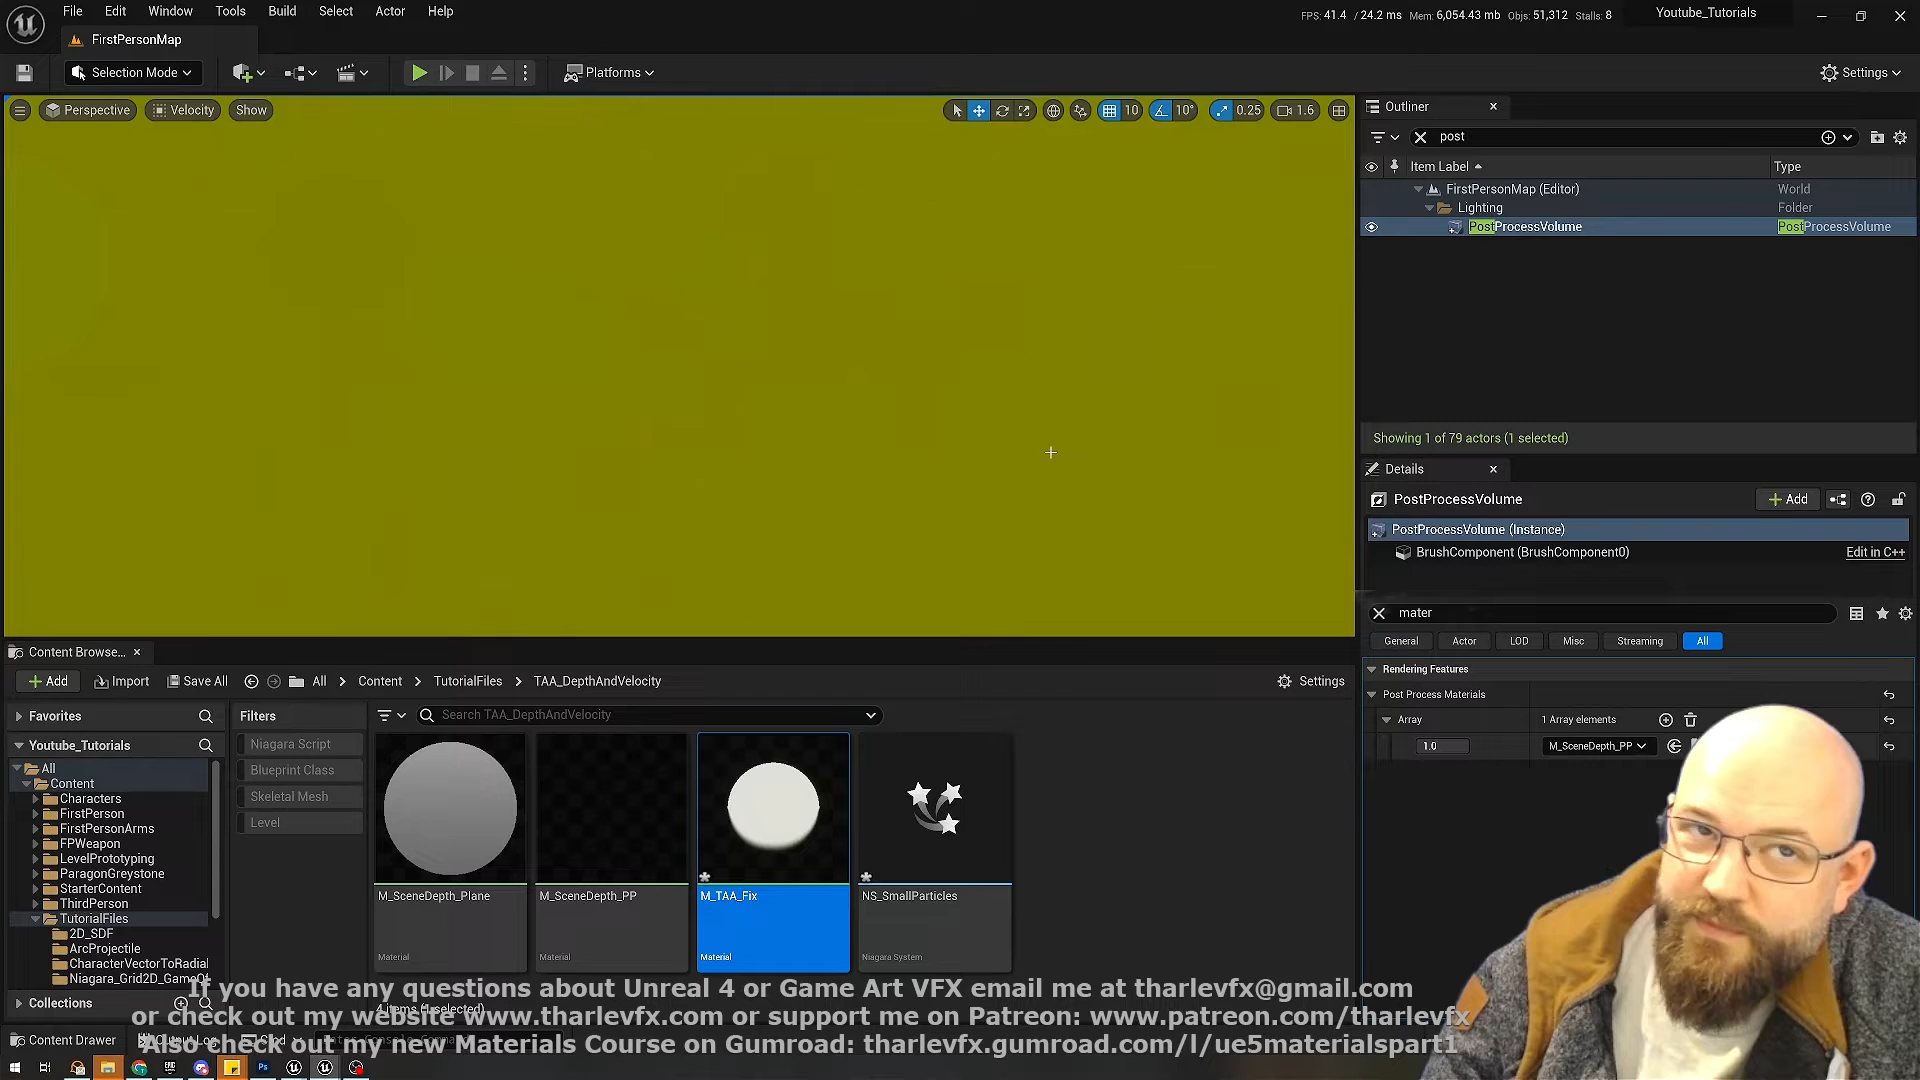 File Edit Window Tools Build Select Actor Help
FPS: 41.4 / 24.2 ms Mem: 6,054.43 mb Objs: 51,312 Stalls: 8
Youtube_Tutorials
FirstPersonMap
Selection Mode
Platforms
Settings
Perspective Velocity Show
10 10° 0.25 1.6
Outliner
post
Item Label Type
FirstPersonMap (Editor) World
Lighting Folder
PostProcessVolume PostProcessVolume
Showing 1 of 79 actors (1 selected)
Details
PostProcessVolume
Add
PostProcessVolume (Instance)
BrushComponent (BrushComponent0) Edit in C++
mater
General Actor LOD Misc Streaming All
Rendering Features
Post Process Materials
Array 1 Array elements
1.0 M_SceneDepth_PP
Content Browse...
Add Import Save All All Content TutorialFiles TAA_DepthAndVelocity Settings
Favorites
Youtube_Tutorials
All
Content
Characters
FirstPerson
FirstPersonArms
FPWeapon
LevelPrototyping
ParagonGreystone
StarterContent
ThirdPerson
TutorialFiles
2D_SDF
ArcProjectile
CharacterVectorToRadial
Collections
Filters
Niagara Script
Blueprint Class
Skeletal Mesh
Level
Search TAA_DepthAndVelocity
M_SceneDepth_Plane
Material
M_SceneDepth_PP
Material
M_TAA_Fix
Material
NS_SmallParticles
Niagara System
4 items (1 selected)
Content Drawer Output Log Cmd
If you have any questions about Unreal 4 or Game Art VFX email me at tharlevfx@gmail.com
or check out my website www.tharlevfx.com or support me on Patreon: www.patreon.com/tharlevfx
Also check out my new Materials Course on Gumroad: tharlevfx.gumroad.com/l/ue5materialspart1